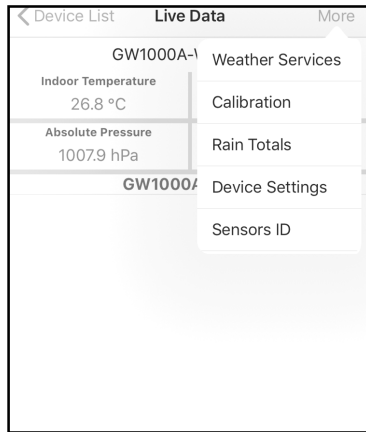 Device List Live Data More
GW1000A-
Weather Services
Indoor Temperature
26.8 °C
Calibration
Absolute Pressure
1007.9 hPa
Rain Totals
GW1000A
Device Settings
Sensors ID